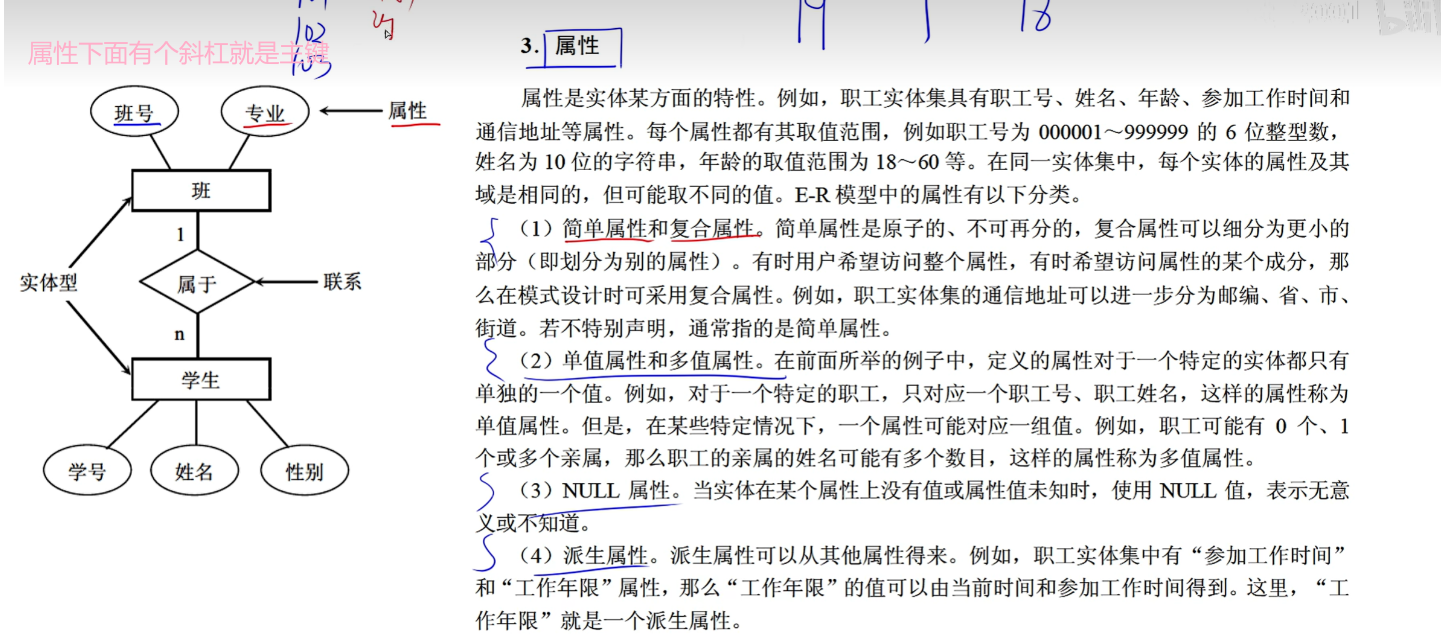 102
103
19
1
18
属性下面有个斜杠就是主键
班号
专业
属性
班
1
实体型
属于
联系
n
学生
学号
姓名
性别
3. 属性
属性是实体某方面的特性。例如，职工实体集具有职工号、姓名、年龄、参加工作时间和
通信地址等属性。每个属性都有其取值范围，例如职工号为 000001～999999 的 6 位整型数，
姓名为 10 位的字符串，年龄的取值范围为 18～60 等。在同一实体集中，每个实体的属性及其
域是相同的，但可能取不同的值。E-R 模型中的属性有以下分类。
（1）简单属性和复合属性。简单属性是原子的、不可再分的，复合属性可以细分为更小的
部分（即划分为别的属性）。有时用户希望访问整个属性，有时希望访问属性的某个成分，那
么在模式设计时可采用复合属性。例如，职工实体集的通信地址可以进一步分为邮编、省、市、
街道。若不特别声明，通常指的是简单属性。
（2）单值属性和多值属性。在前面所举的例子中，定义的属性对于一个特定的实体都只有
单独的一个值。例如，对于一个特定的职工，只对应一个职工号、职工姓名，这样的属性称为
单值属性。但是，在某些特定情况下，一个属性可能对应一组值。例如，职工可能有 0 个、1
个或多个亲属，那么职工的亲属的姓名可能有多个数目，这样的属性称为多值属性。
（3）NULL 属性。当实体在某个属性上没有值或属性值未知时，使用 NULL 值，表示无意
义或不知道。
（4）派生属性。派生属性可以从其他属性得来。例如，职工实体集中有“参加工作时间”
和“工作年限”属性，那么“工作年限”的值可以由当前时间和参加工作时间得到。这里，“工
作年限”就是一个派生属性。